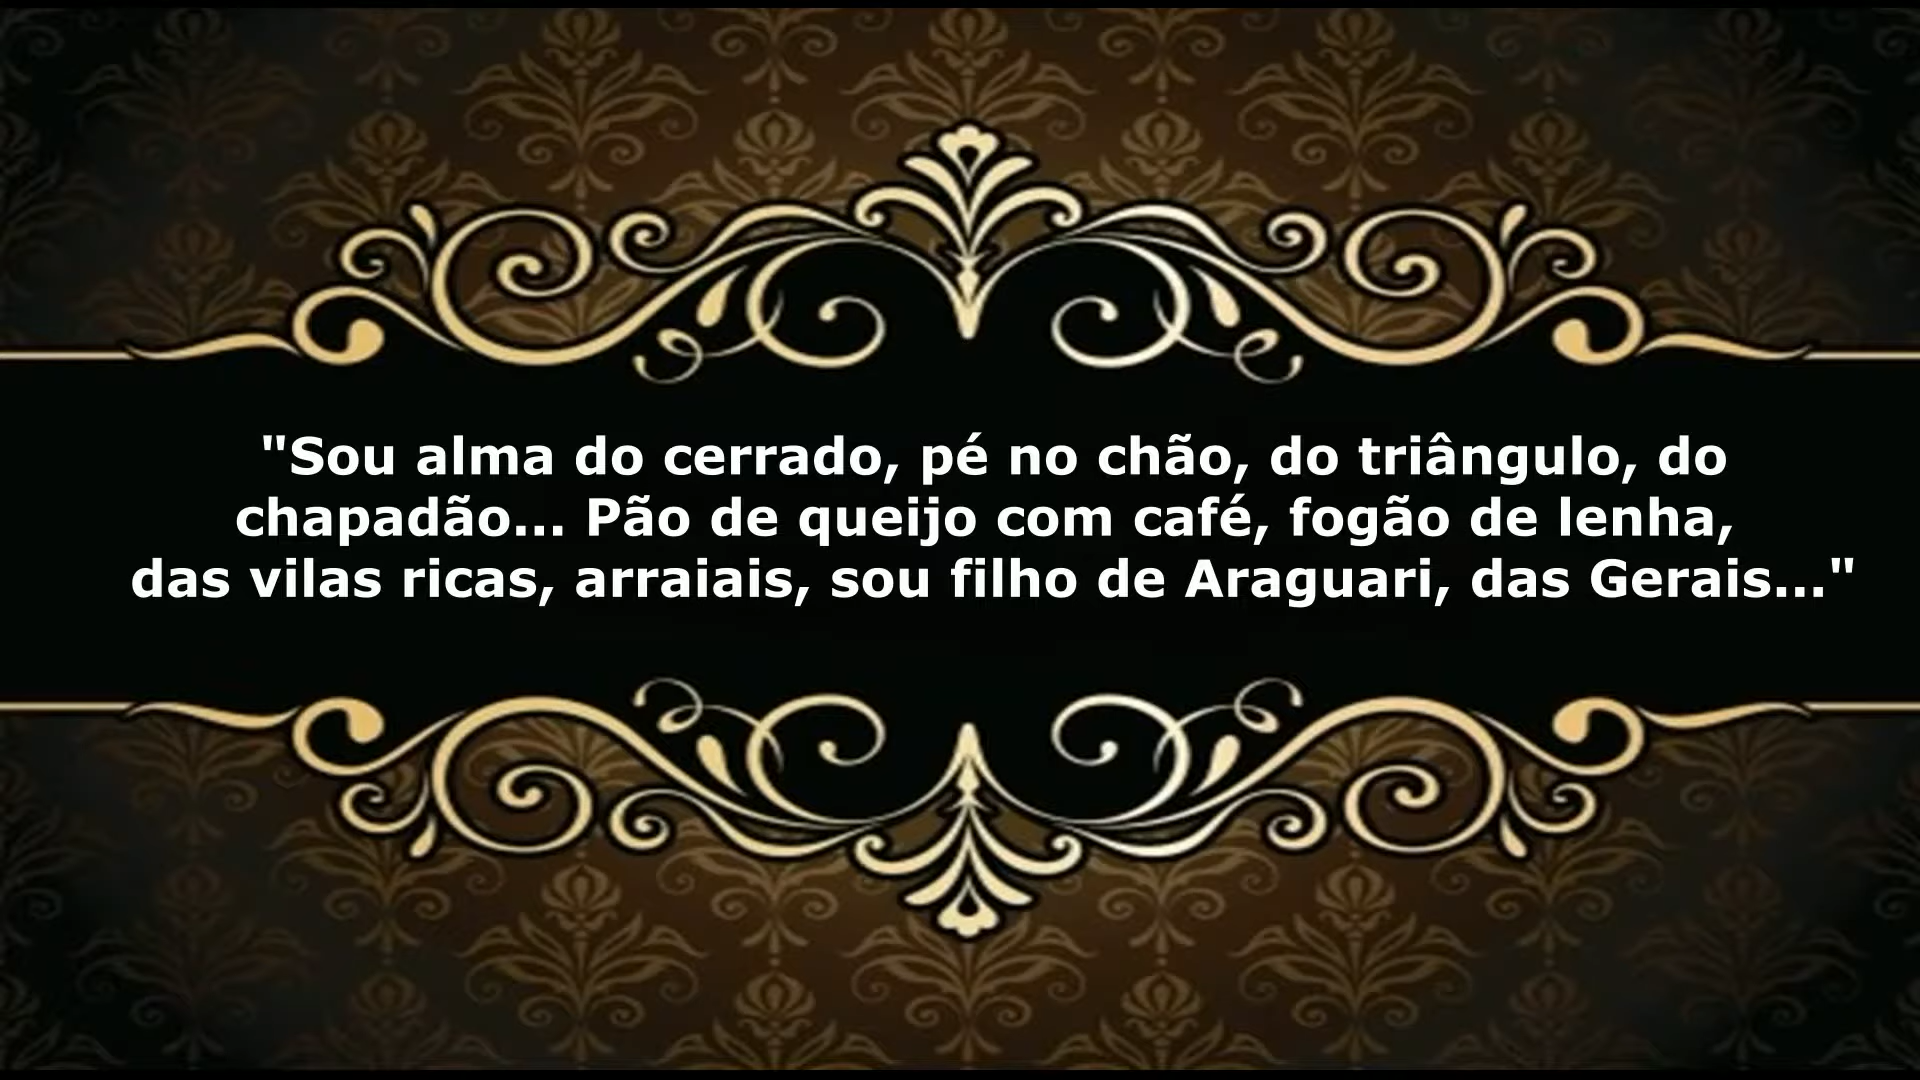 "Sou alma do cerrado, pé no chão, do triângulo, do
chapadão... Pão de queijo com café, fogão de lenha,
das vilas ricas, arraiais, sou filho de Araguari, das Gerais..."